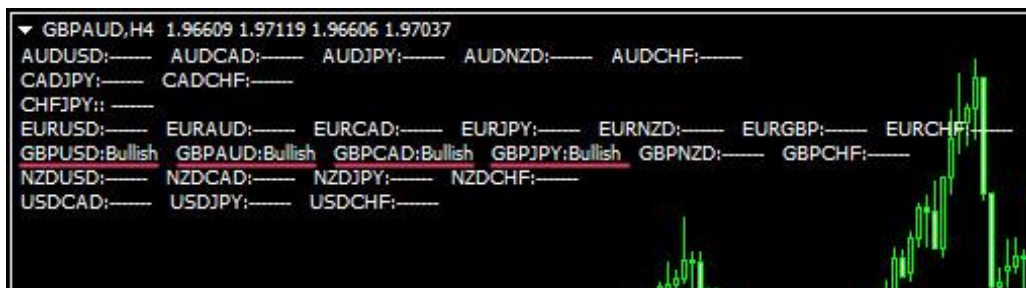 GBPAUD,H4 1.96609 1.97119 1.96606 1.97037
AUDUSD:------ AUDCAD:------ AUDJPY:------ AUDNZD:------ AUDCHF:------
CADJPY:------ CADCHF:------
CHFJPY:: ------
EURUSD:------ EURAUD:------ EURCAD:------ EURJPY:------ EURNZD:------ EURGBP:------ EURCHF:------
GBPUSD:Bullish GBPAUD:Bullish GBPCAD:Bullish GBPJPY:Bullish GBPNZD:------ GBPCHF:------
NZDUSD:------ NZDCAD:------ NZDJPY:------ NZDCHF:------
USDCAD:------ USDJPY:------ USDCHF:------